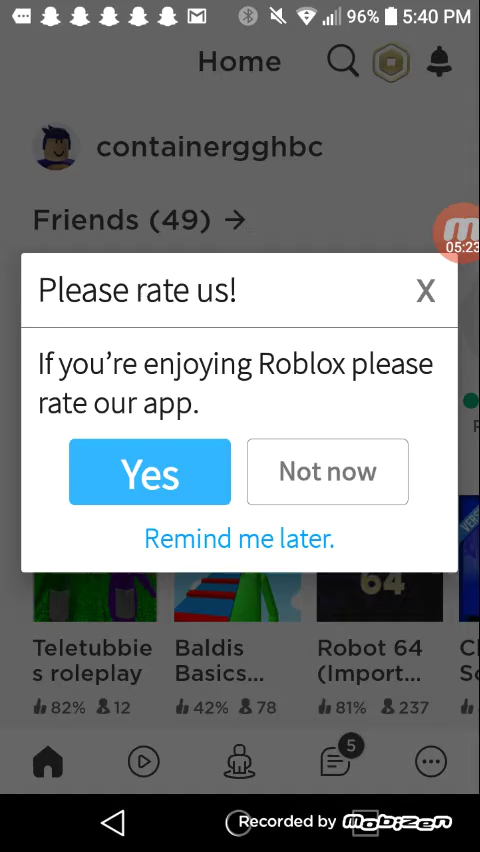 96% 5:40 PM
Home
containergghbc
Friends (49) →
05:23
Please rate us!
X
If you're enjoying Roblox please
rate our app.
Yes
Not now
Remind me later.
64
Teletubbie
s roleplay
82% 12
Baldis
Basics...
42% 78
Robot 64
(Import...
81% 237
5
Recorded by Mobizen